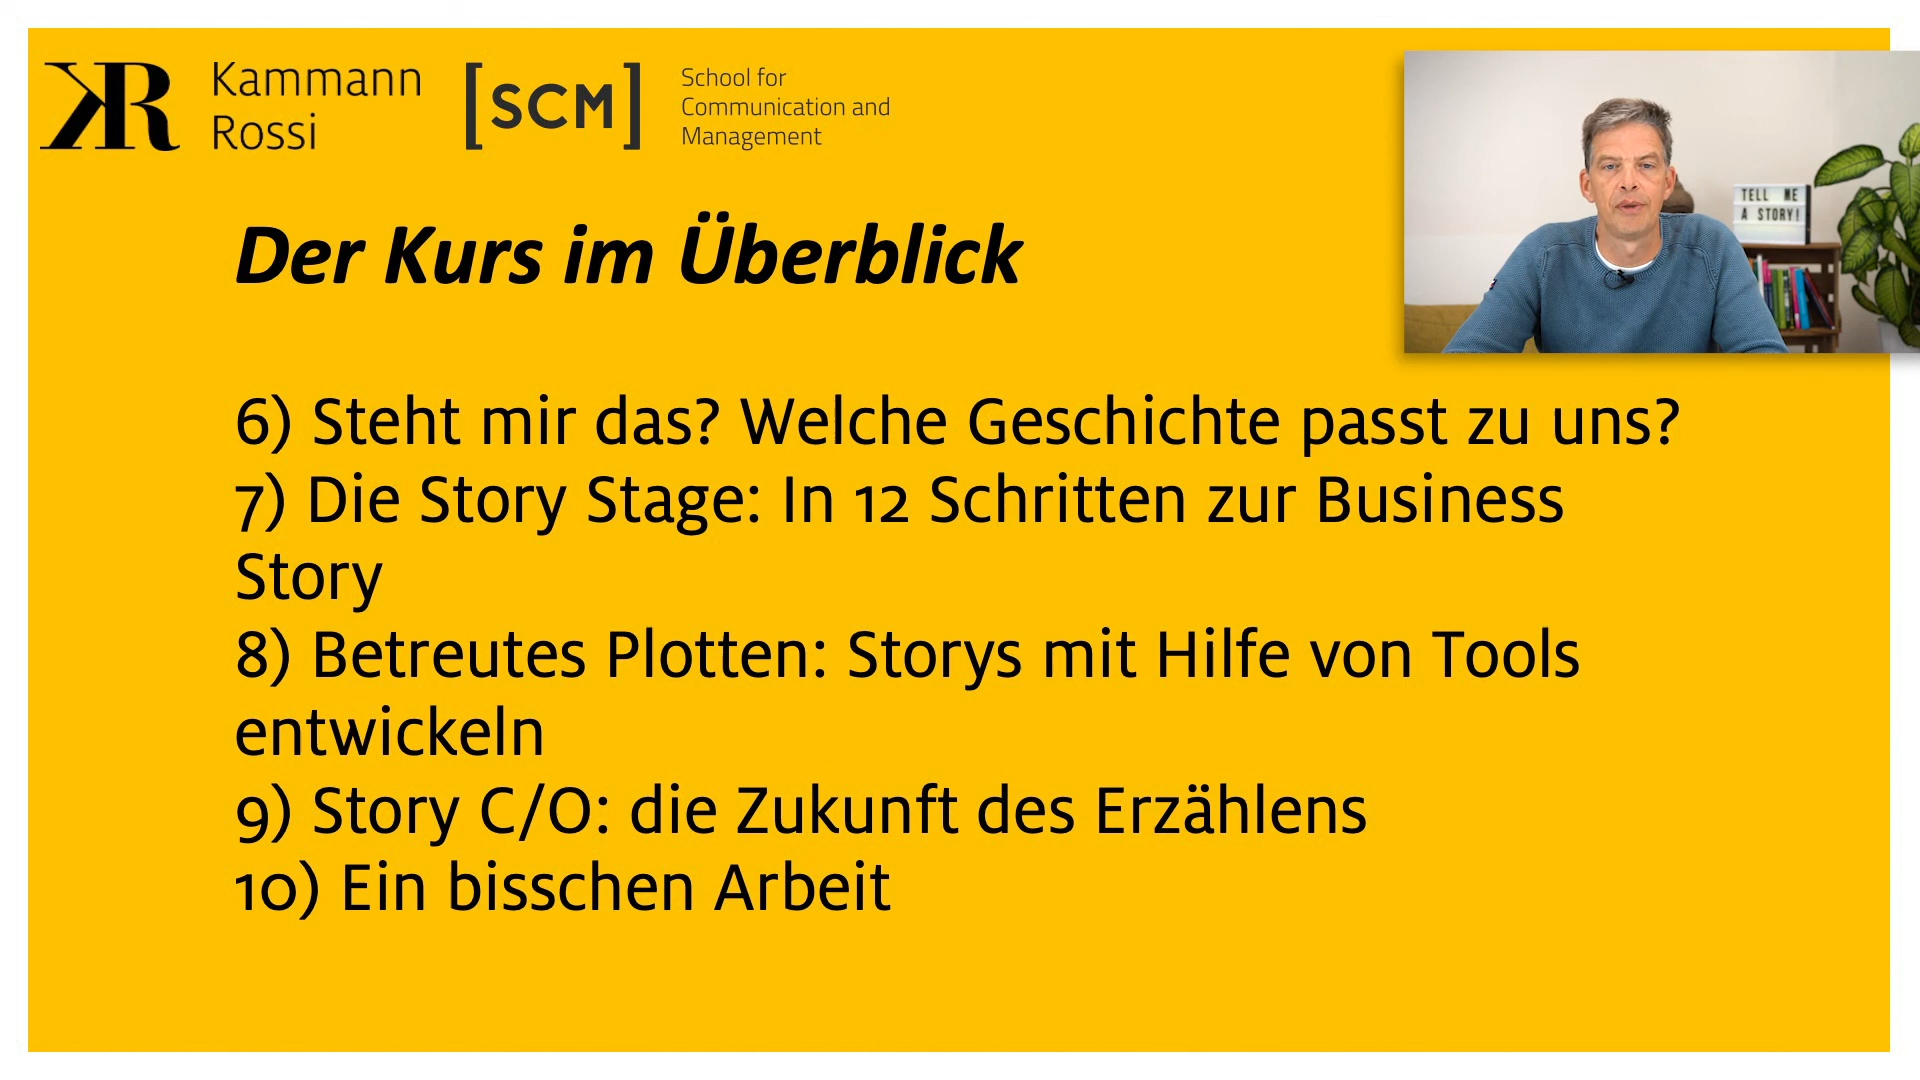 KR
Kammann
Rossi
[SCM]
School for
Communication and
Management
TELL ME
A STORY!
Der Kurs im Überblick
6) Steht mir das? Welche Geschichte passt zu uns?
7) Die Story Stage: In 12 Schritten zur Business
Story
8) Betreutes Plotten: Storys mit Hilfe von Tools
entwickeln
9) Story C/O: die Zukunft des Erzählens
10) Ein bisschen Arbeit